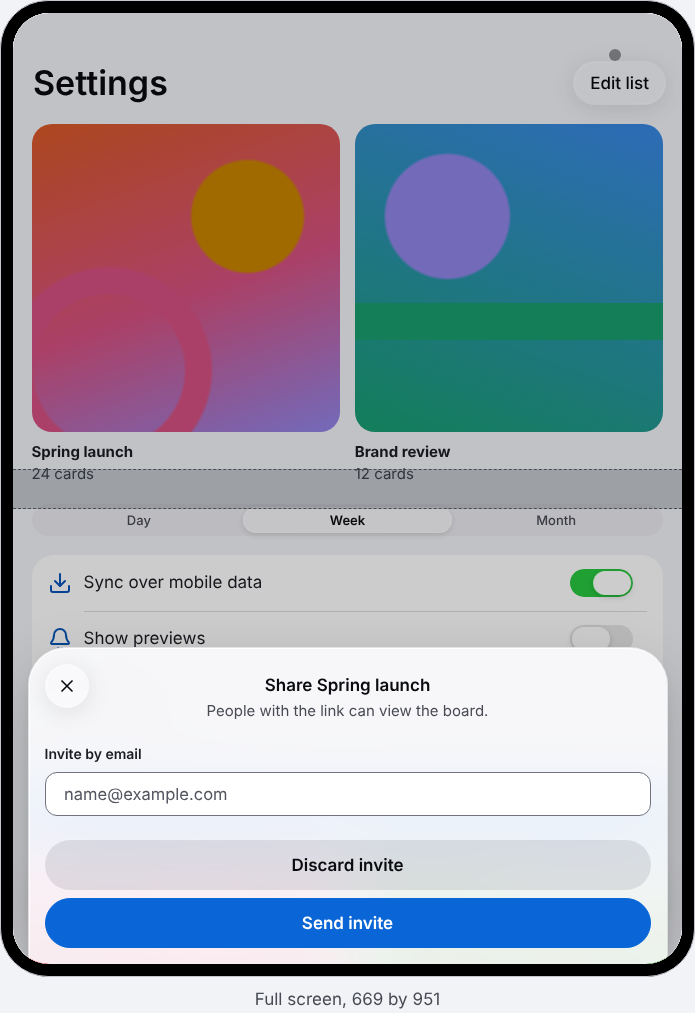 Settings
Edit list
Spring launch
Brand review
24 cards
12 cards
Day
Week
Month
Sync over mobile data
Show previews
Share Spring launch
People with the link can view the board.
Invite by email
name@example.com
Discard invite
Send invite
Full screen, 669 by 951